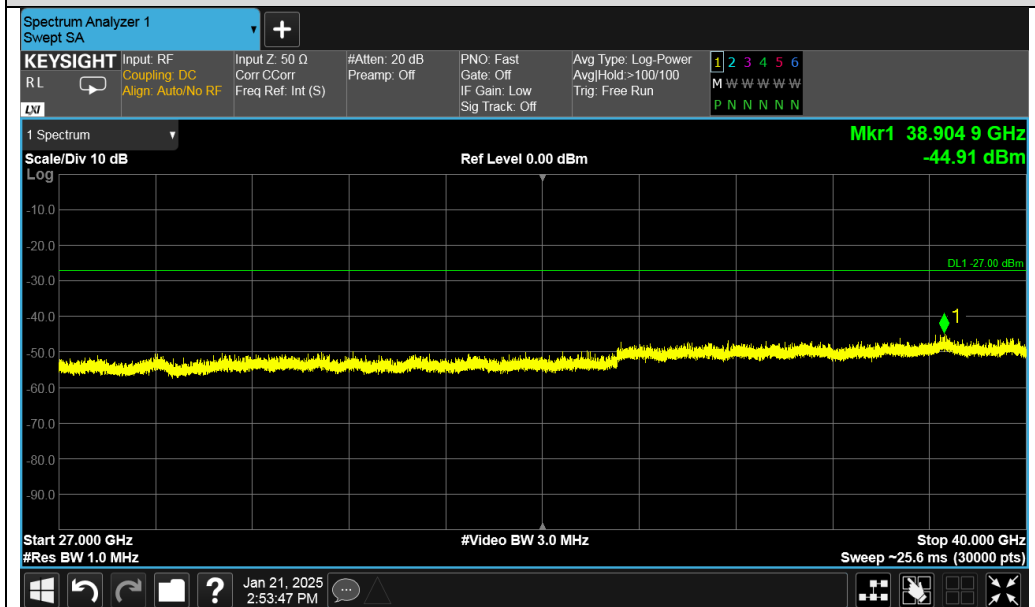 Spectrum Analyzer 1
Swept SA
+
KEYSIGHT
RL
LXI
Input: RF
Coupling: DC
Align: Auto/No RF
Input Z: 50 Ω
Corr CCorr
Freq Ref: Int (S)
#Atten: 20 dB
Preamp: Off
PNO: Fast
Gate: Off
IF Gain: Low
Sig Track: Off
Avg Type: Log-Power
Avg|Hold:>100/100
Trig: Free Run
1 2 3 4 5 6
M W W W W W
P N N N N N
1 Spectrum
Mkr1 38.904 9 GHz
Scale/Div 10 dB
Ref Level 0.00 dBm
-44.91 dBm
Log
-10.0
-20.0
DL1 -27.00 dBm
-30.0
-40.0
1
-50.0
-60.0
-70.0
-80.0
-90.0
Start 27.000 GHz
#Video BW 3.0 MHz
Stop 40.000 GHz
#Res BW 1.0 MHz
Sweep ~25.6 ms (30000 pts)
?
Jan 21, 2025
2:53:47 PM